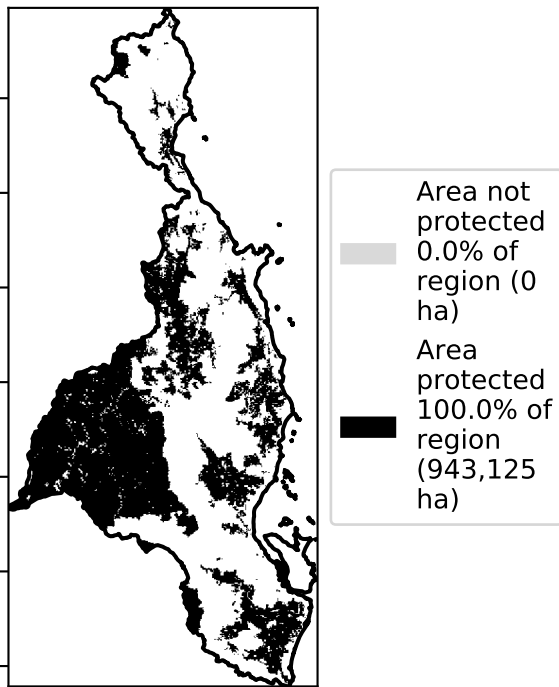 Area not
protected
0.0% of
region (0
ha)
Area
protected
100.0% of
region
(943,125
ha)